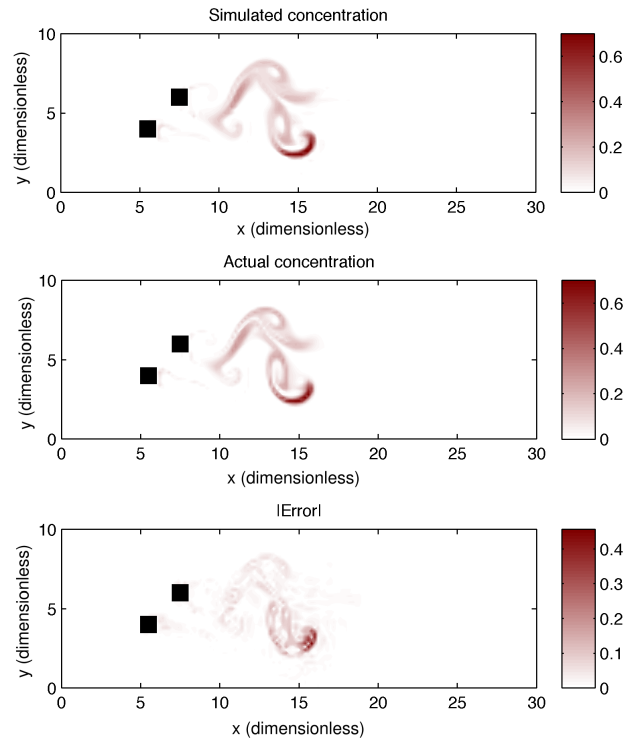 Simulated concentration
10
5
0
y (dimensionless)
0 5 10 15 20 25 30
x (dimensionless)
0.6
0.4
0.2
0
Actual concentration
10
5
0
y (dimensionless)
0 5 10 15 20 25 30
x (dimensionless)
0.6
0.4
0.2
0
|Error|
10
5
0
y (dimensionless)
0 5 10 15 20 25 30
x (dimensionless)
0.4
0.3
0.2
0.1
0